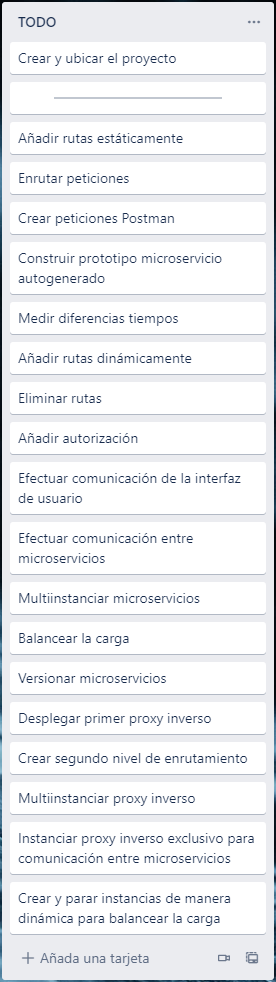 TODO
Crear y ubicar el proyecto
Añadir rutas estáticamente
Enrutar peticiones
Crear peticiones Postman
Construir prototipo microservicio
autogenerado
Medir diferencias tiempos
Añadir rutas dinámicamente
Eliminar rutas
Añadir autorización
Efectuar comunicación de la interfaz
de usuario
Efectuar comunicación entre
microservicios
Multiinstanciar microservicios
Balancear la carga
Versionar microservicios
Desplegar primer proxy inverso
Crear segundo nivel de enrutamiento
Multiinstanciar proxy inverso
Instanciar proxy inverso exclusivo para
comunicación entre microservicios
Crear y parar instancias de manera
dinámica para balancear la carga
Añada una tarjeta